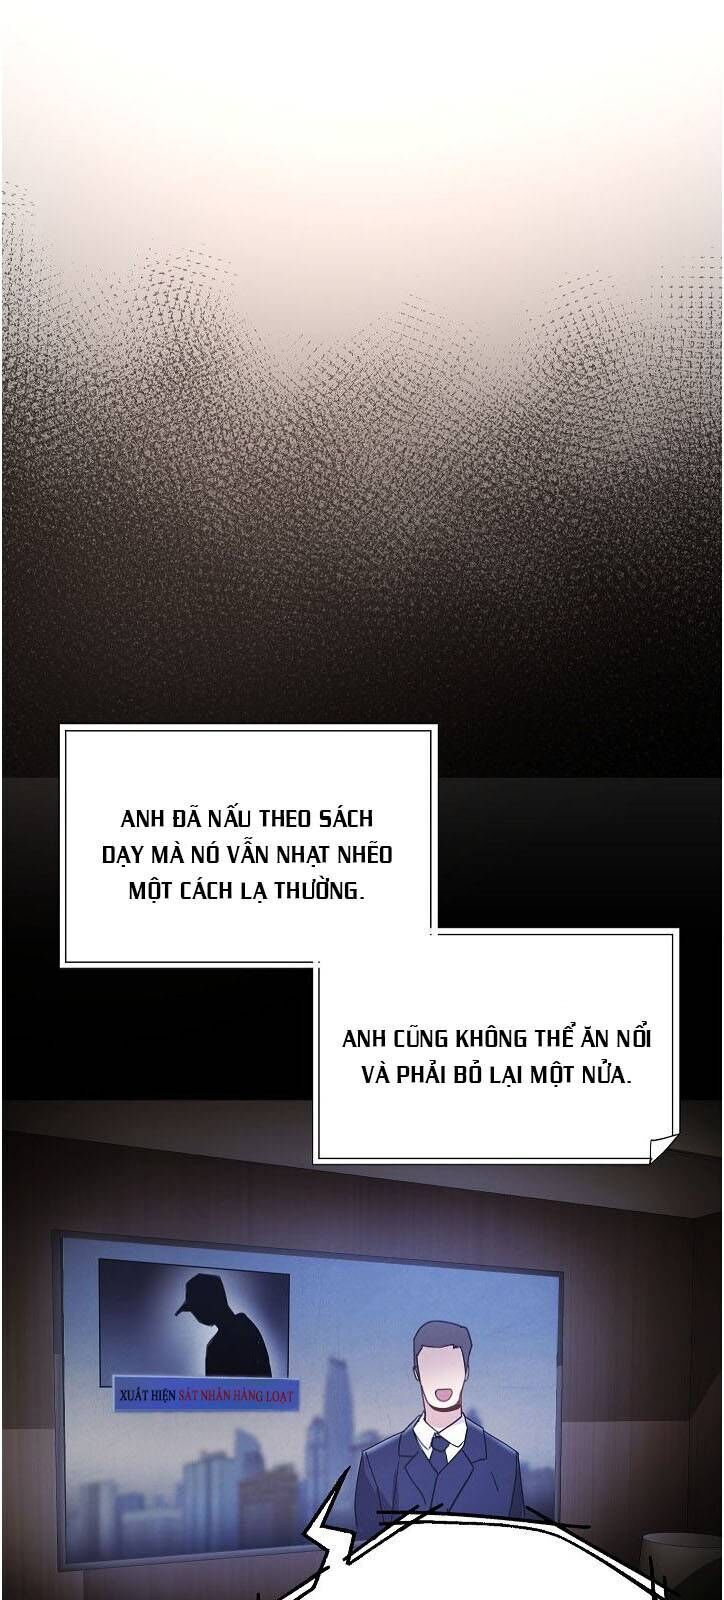 ANH ĐÃ NẤU THEO SÁCH
DẠY MÀ NÓ VẪN NHẠT NHẼO
MỘT CÁCH LẠ THƯỜNG.
ANH CŨNG KHÔNG THỂ ĂN NỔI
VÀ PHẢI BỎ LẠI MỘT NỬA.
XUẤT HIỆN SÁT NHÂN HÀNG LOẠT